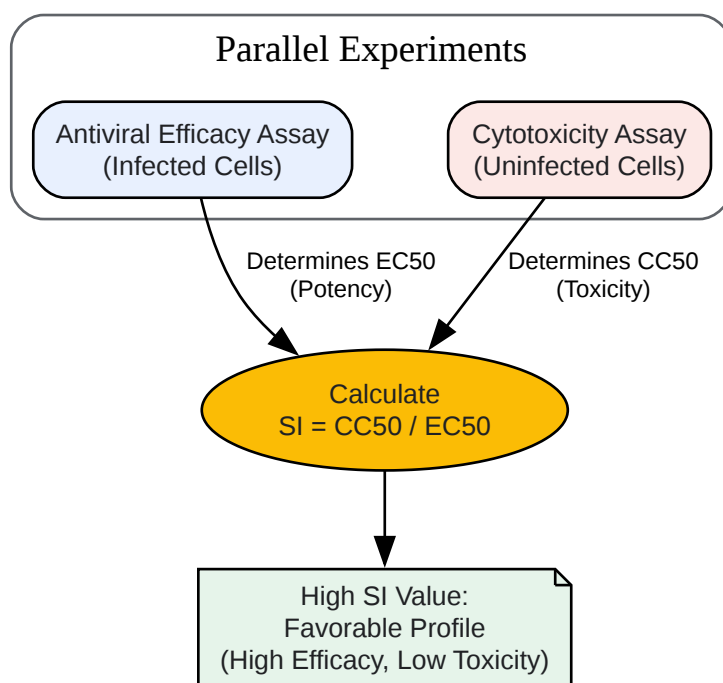 Parallel Experiments
Antiviral Efficacy Assay
(Infected Cells)
Cytotoxicity Assay
(Uninfected Cells)
Determines EC50
(Potency)
Determines CC50
(Toxicity)
Calculate
SI = CC50 / EC50
High SI Value:
Favorable Profile
(High Efficacy, Low Toxicity)